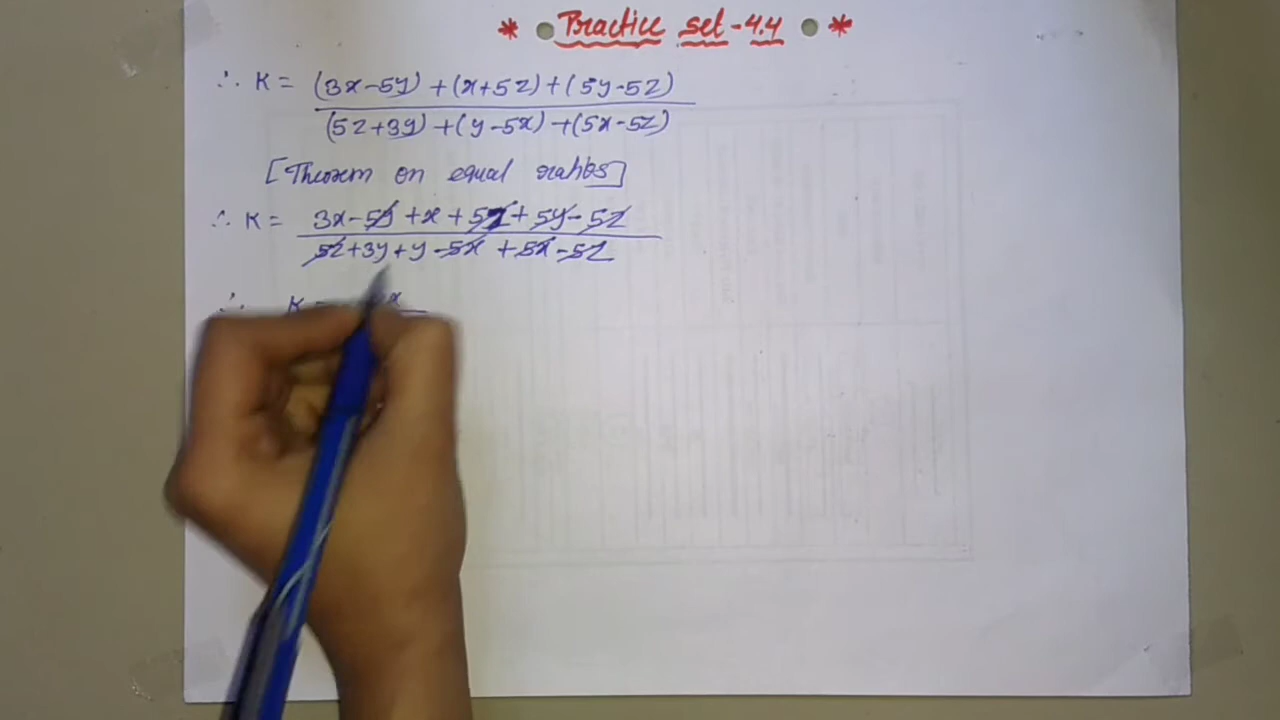 * Practice set-4.4 *
∴ K = (3x-5y) + (x+5z) + (5y-5z)
(5z+3y) + (y-5x) + (5x-5z)
[Theorem on equal ratios]
∴ K = 3x-5y + x + 5z + 5y - 5z
5z + 3y + y - 5x + 5x - 5z
∴ K = x